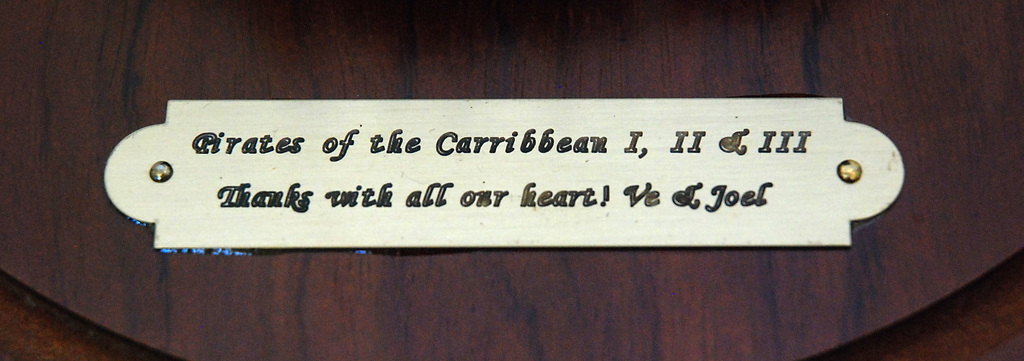 Pirates of the Carribbean I, II & III
Thanks with all our heart! Ve & Joel